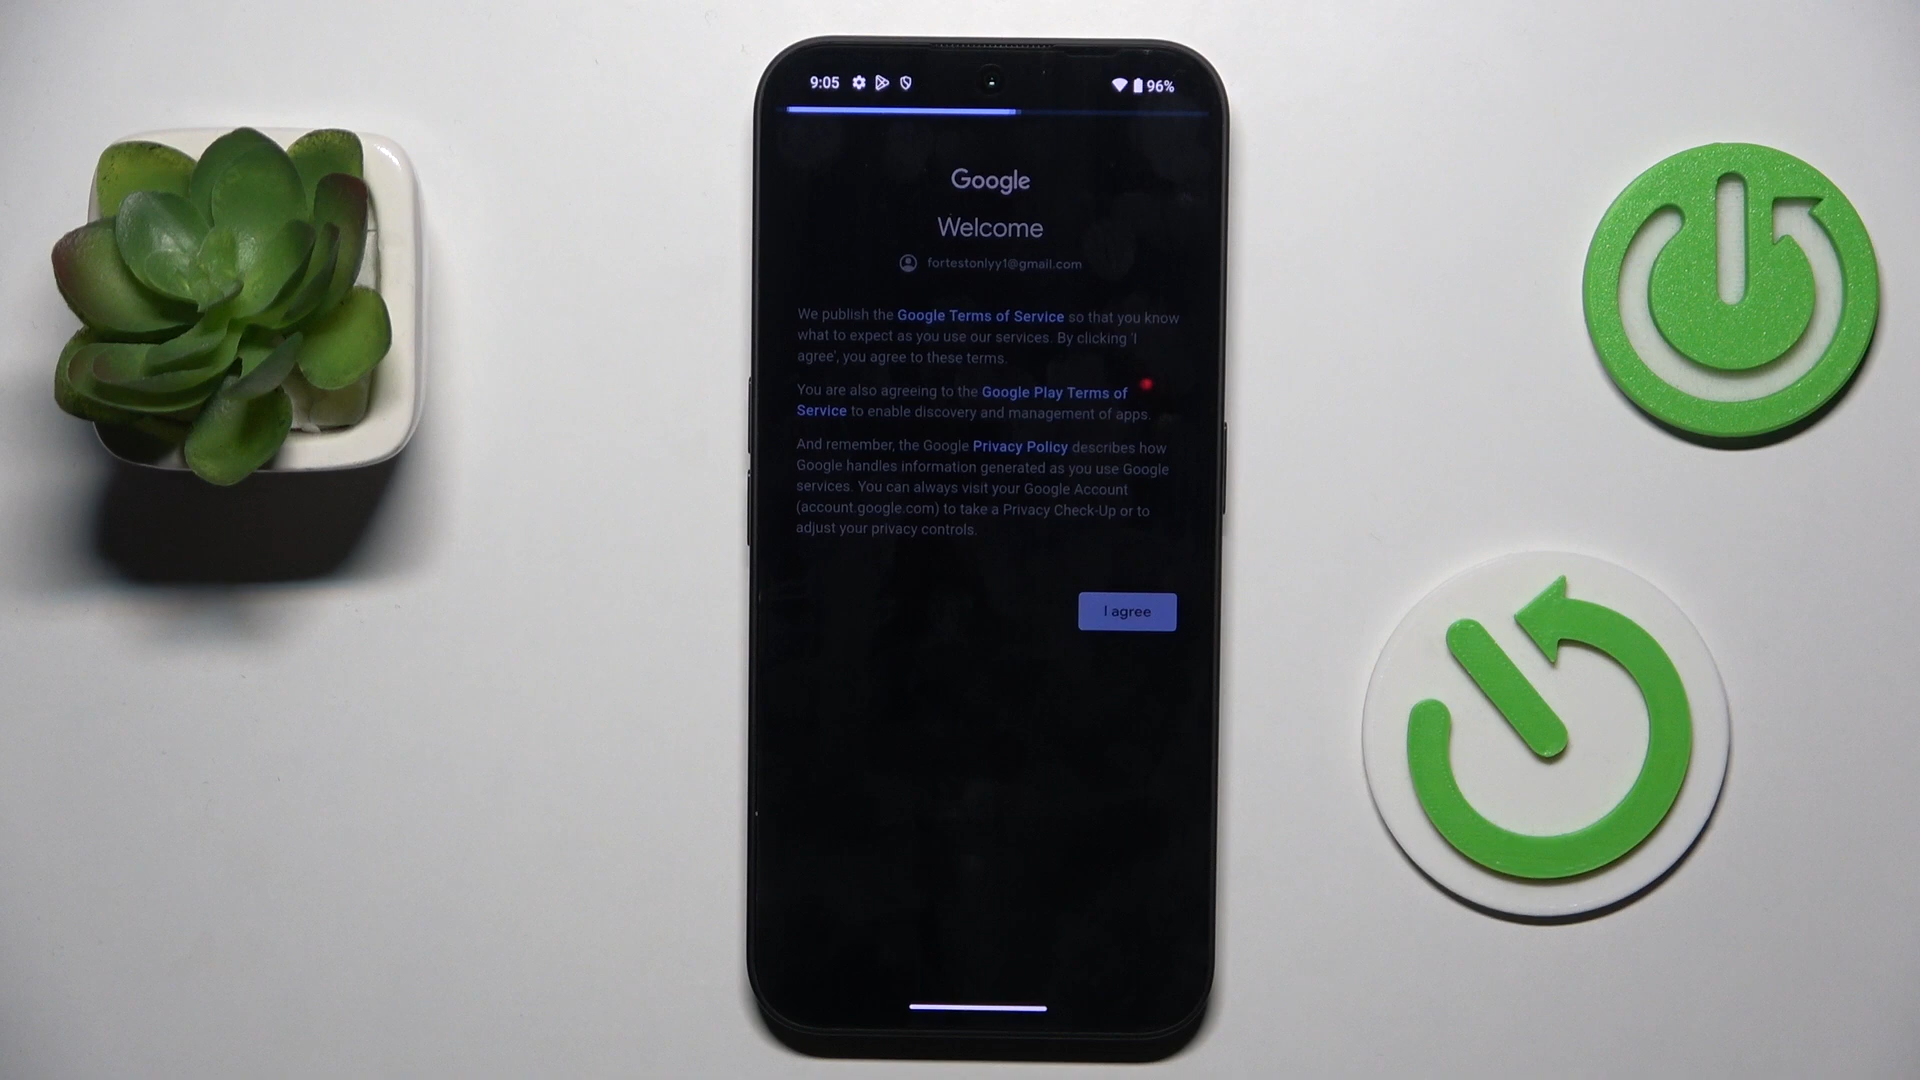 9:05
96%
Google
Welcome
fortestonlyy1@gmail.com
We publish the Google Terms of Service so that you know
what to expect as you use our services. By clicking 'I
agree', you agree to these terms.
You are also agreeing to the Google Play Terms of
Service to enable discovery and management of apps.
And remember, the Google Privacy Policy describes how
Google handles information generated as you use Google
services. You can always visit your Google Account
(account.google.com) to take a Privacy Check-Up or to
adjust your privacy controls.
I agree